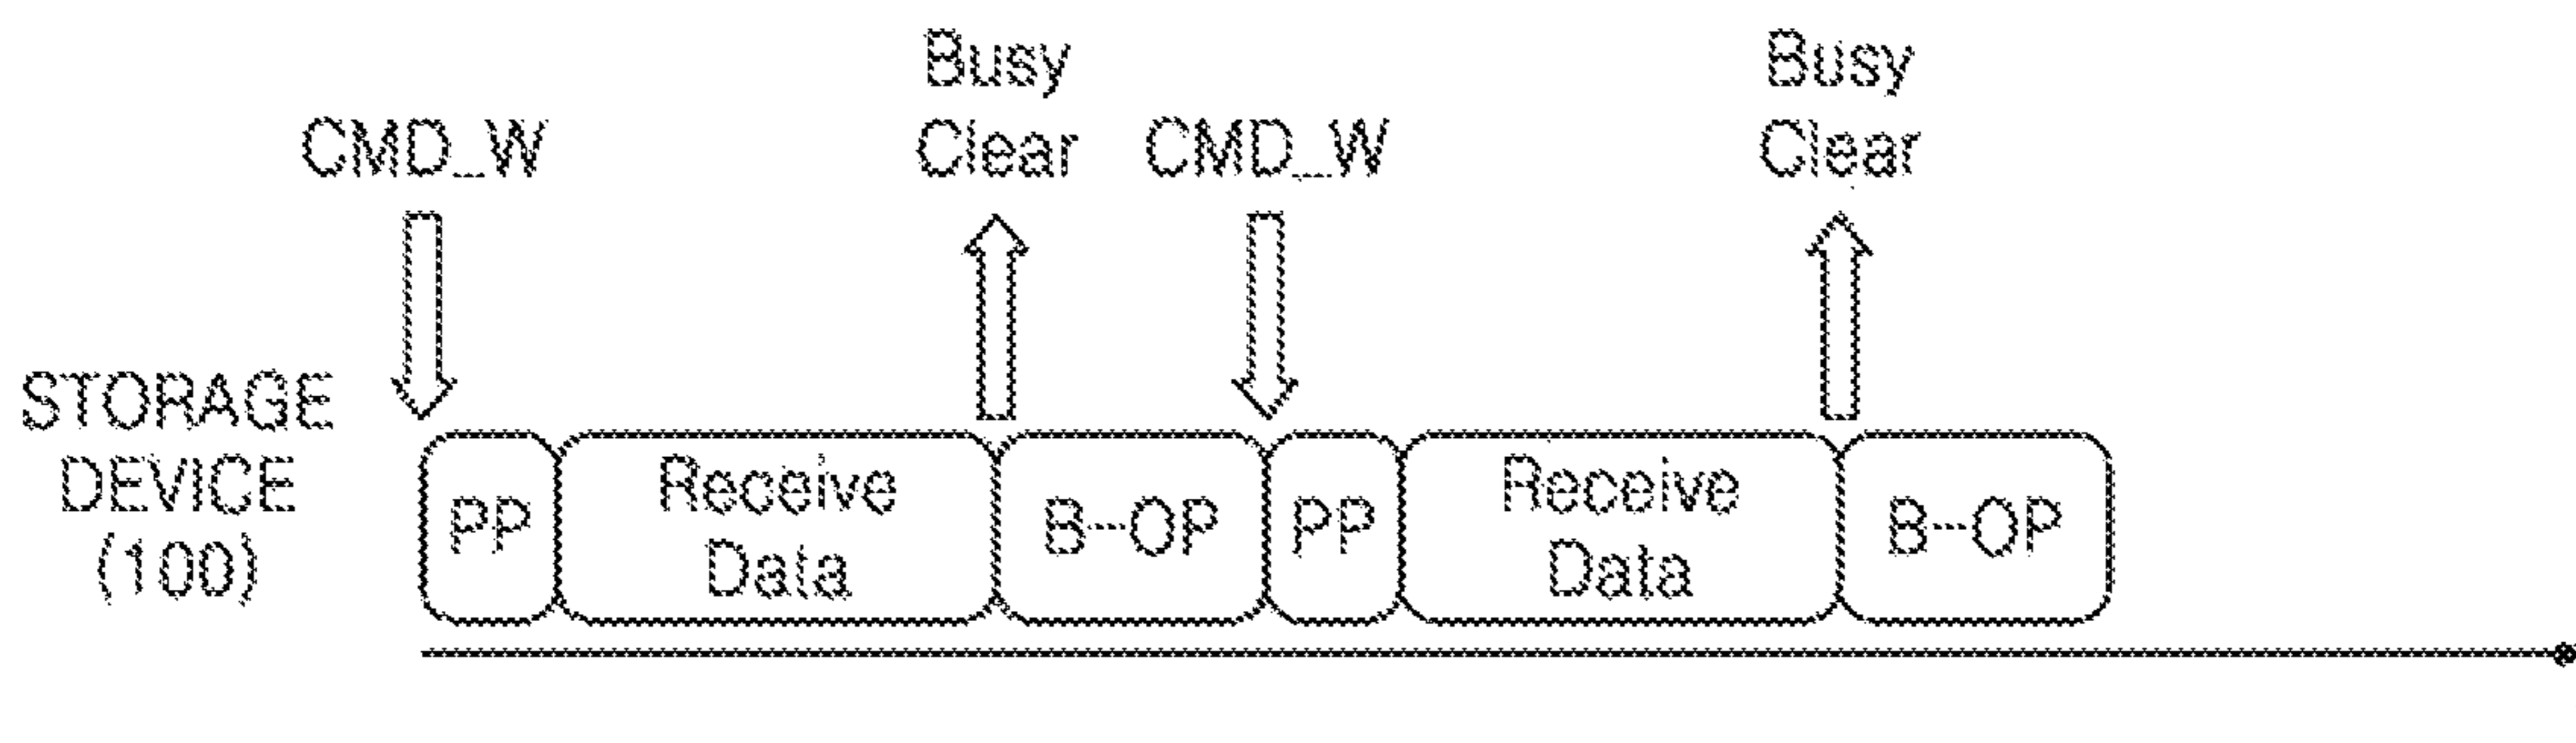 Busy
Clear
CMD_W
CMD_W
Busy
Clear
STORAGE
DEVICE
(100)
PP
Receive
Data
B-OP
PP
Receive
Data
B-OP